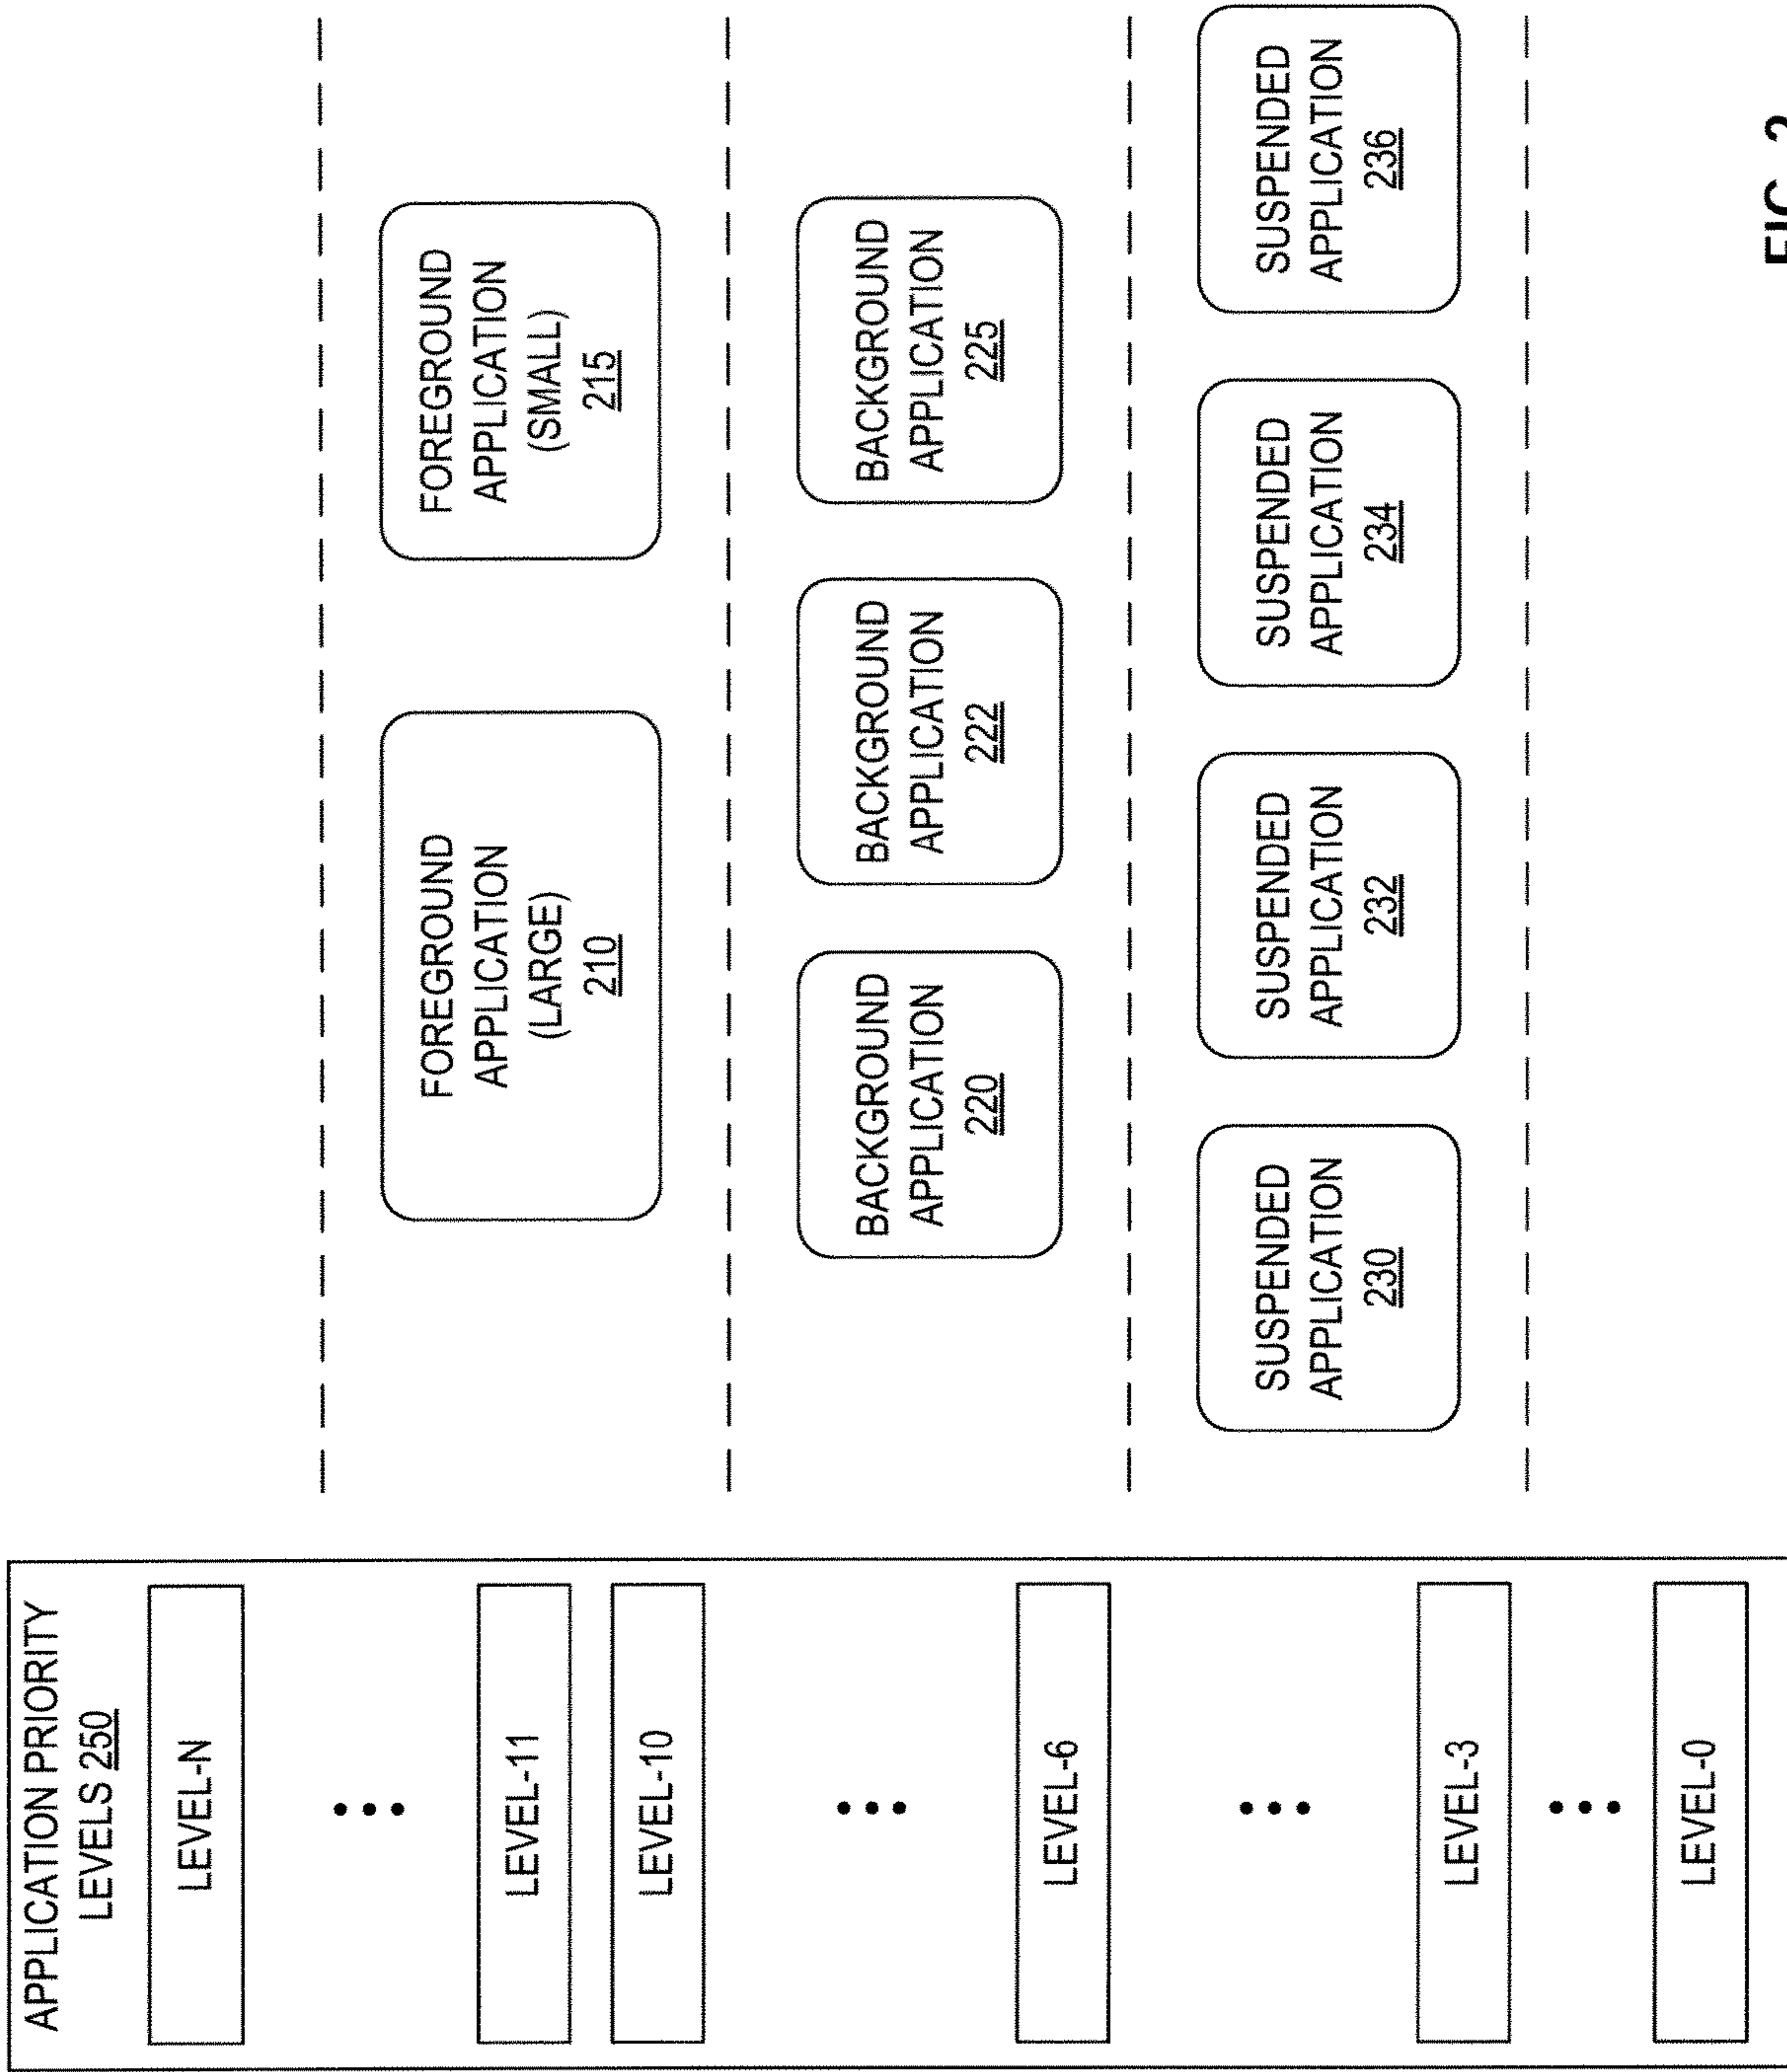 APPLICATION PRIORITY
LEVELS 250
LEVEL-N
LEVEL-11
LEVEL-10
LEVEL-6
LEVEL-3
LEVEL-0
FOREGROUND
APPLICATION
(LARGE)
210
FOREGROUND
APPLICATION
(SMALL)
215
BACKGROUND
APPLICATION
220
BACKGROUND
APPLICATION
222
BACKGROUND
APPLICATION
225
SUSPENDED
APPLICATION
230
SUSPENDED
APPLICATION
232
SUSPENDED
APPLICATION
234
SUSPENDED
APPLICATION
236
FIG. 2